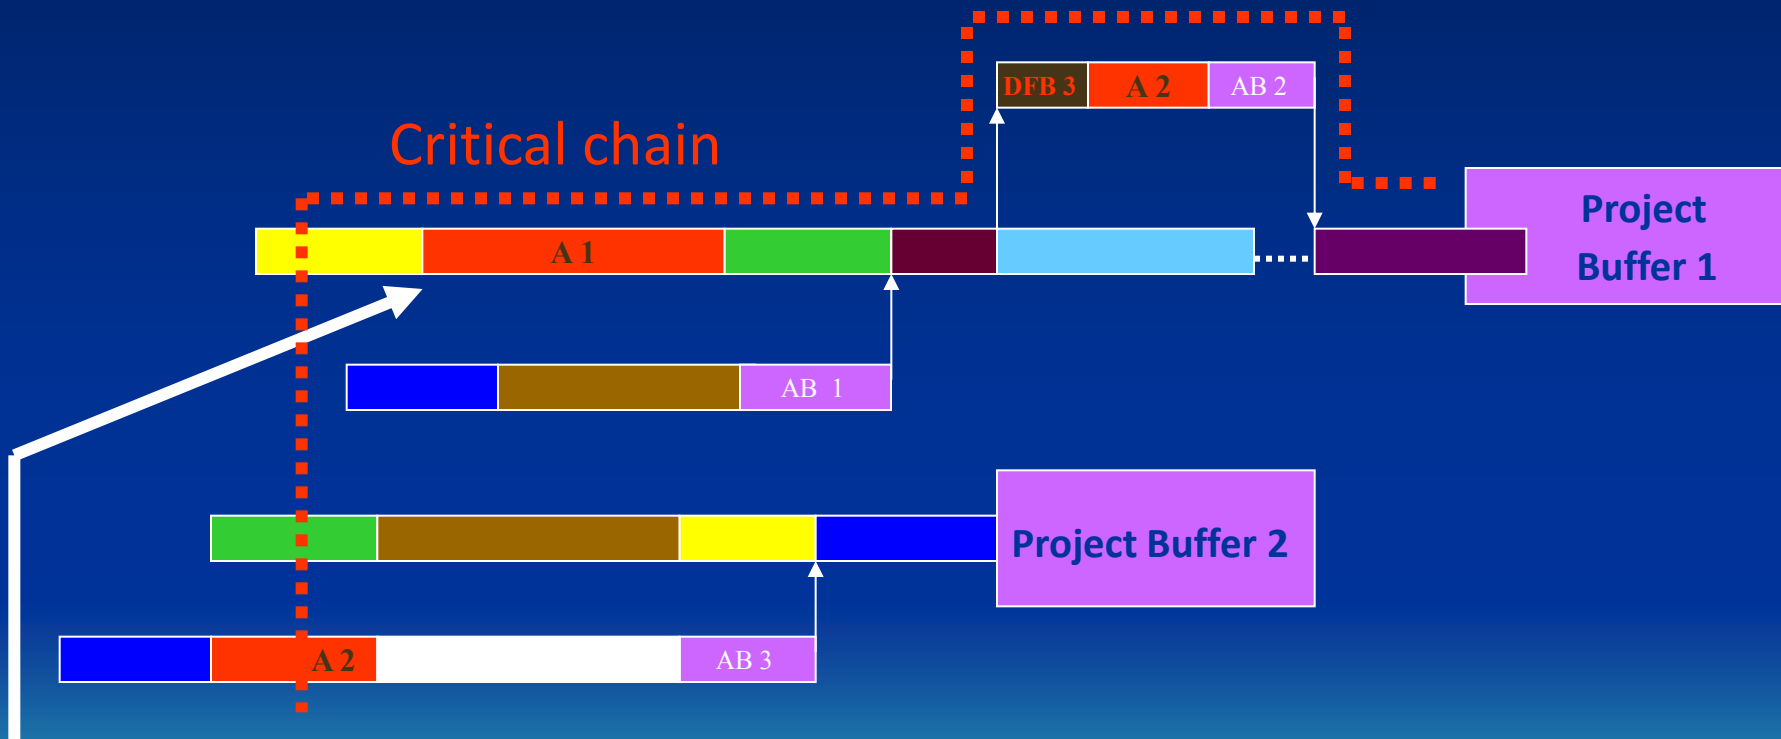 DFB 3 A 2 AB 2
Critical chain
Project
Buffer 1
A 1
AB 1
Project Buffer 2
A 2
AB 3